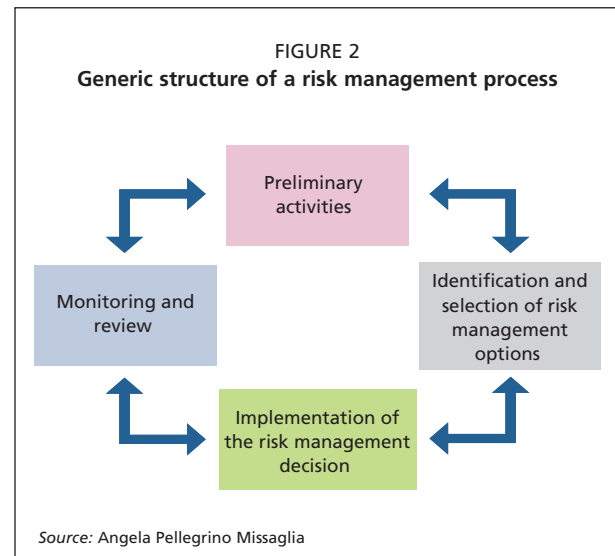 FIGURE 2
Generic structure of a risk management process
Preliminary
activities
Monitoring and
review
Identification and
selection of risk
management
options
Implementation of
the risk management
decision
Source: Angela Pellegrino Missaglia